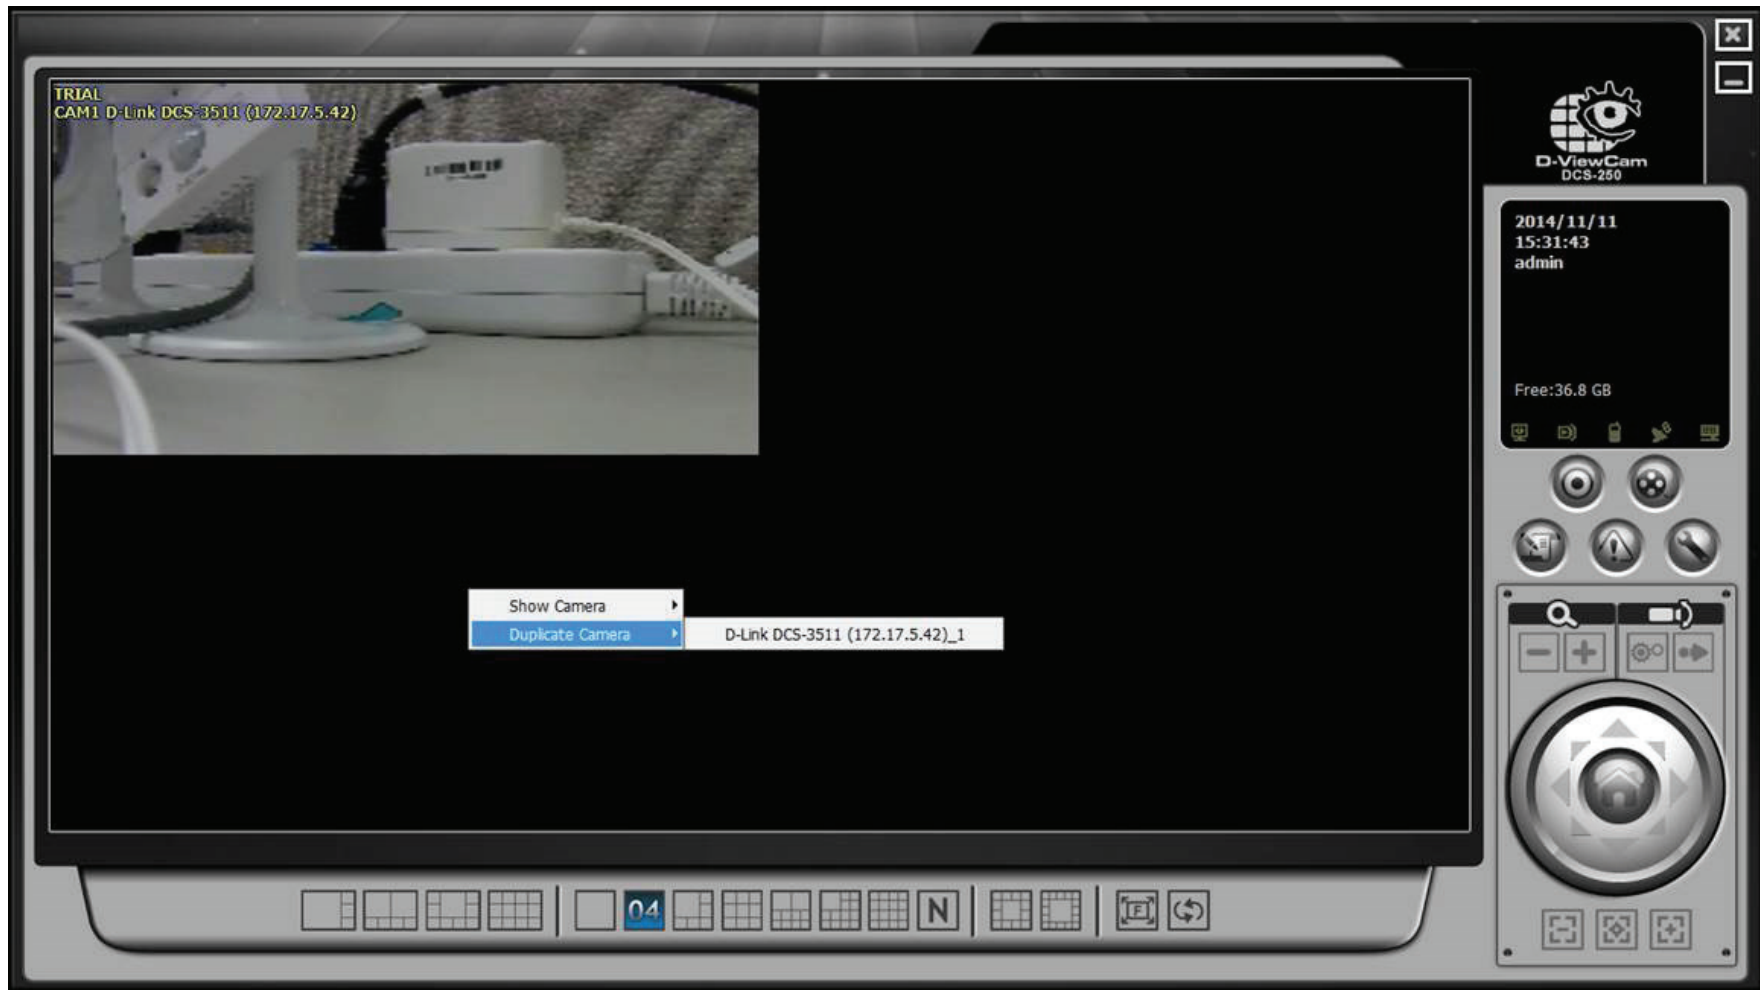 TRIAL
CAM1 D-Link DCS-3511 (172.17.5.42)
D-ViewCam
DCS-250
2014/11/11
15:31:43
admin
Free:36.8 GB
Show Camera
Duplicate Camera
D-Link DCS-3511 (172.17.5.42)_1
04
N
F